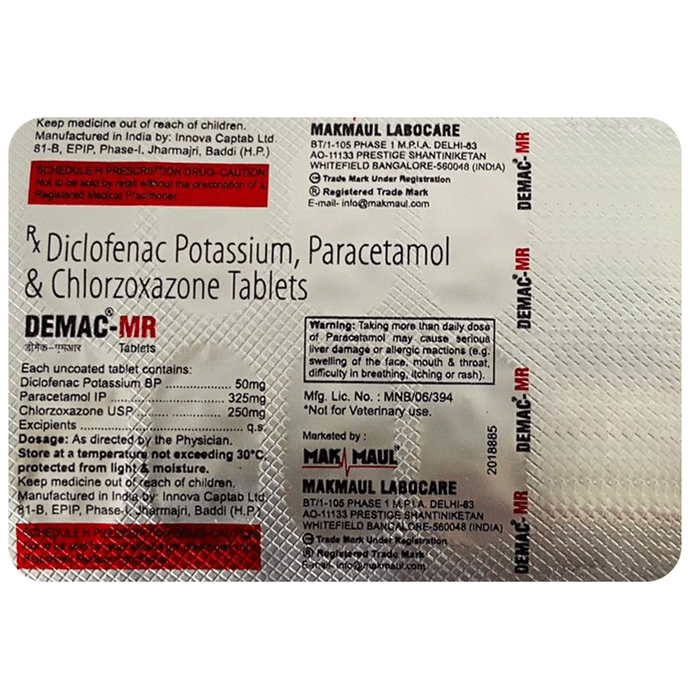 Keep medicine out of reach of children.
Manufactured in India by: Innova Captab Ltd.
81-B, EPIP, Phase-I, Jharmajri, Baddi (H.P.)
SCHEDULE H PRESCRIPTION DRUG- CAUTION
Not to be sold by retail without the prescription of a
Registered Medical Practitioner
MAKMAUL LABOCARE
BT/1-105 PHASE 1 M.P.I.A. DELHI-83
AO-11133 PRESTIGE SHANTINIKETAN
WHITEFIELD BANGALORE-560048 (INDIA)
Trade Mark Under Registration
® Registered Trade Mark
E-mail- info@makmaul.com
Rx Diclofenac Potassium, Paracetamol
& Chlorzoxazone Tablets
DEMAC®-MR
डीमेक-एमआर Tablets
Each uncoated tablet contains:
Diclofenac Potassium BP .................. 50mg
Paracetamol IP .................. 325mg
Chlorzoxazone USP .................. 250mg
Excipients .................. q.s.
Dosage: As directed by the Physician.
Store at a temperature not exceeding 30°C,
protected from light & moisture.
Keep medicine out of reach of children.
Manufactured in India by: Innova Captab Ltd.
81-B, EPIP, Phase-I, Jharmajri, Baddi (H.P.)
SCHEDULE H PRESCRIPTION DRUG- CAUTION
Warning: Taking more than daily dose
of Paracetamol may cause serious
liver damage or allergic reactions (e.g.
swelling of the face, mouth & throat,
difficulty in breathing, itching or rash).
Mfg. Lic. No. : MNB/06/394
*Not for Veterinary use.
Marketed by :
MAK MAUL®
MAKMAUL LABOCARE
BT/1-105 PHASE 1 M.P.I.A. DELHI-83
AO-11133 PRESTIGE SHANTINIKETAN
WHITEFIELD BANGALORE-560048 (INDIA)
Trade Mark Under Registration
® Registered Trade Mark
E-mail- info@makmaul.com
2018885
DEMAC®-MR
DEMAC®-MR
DEMAC®-MR
DEMAC®-MR